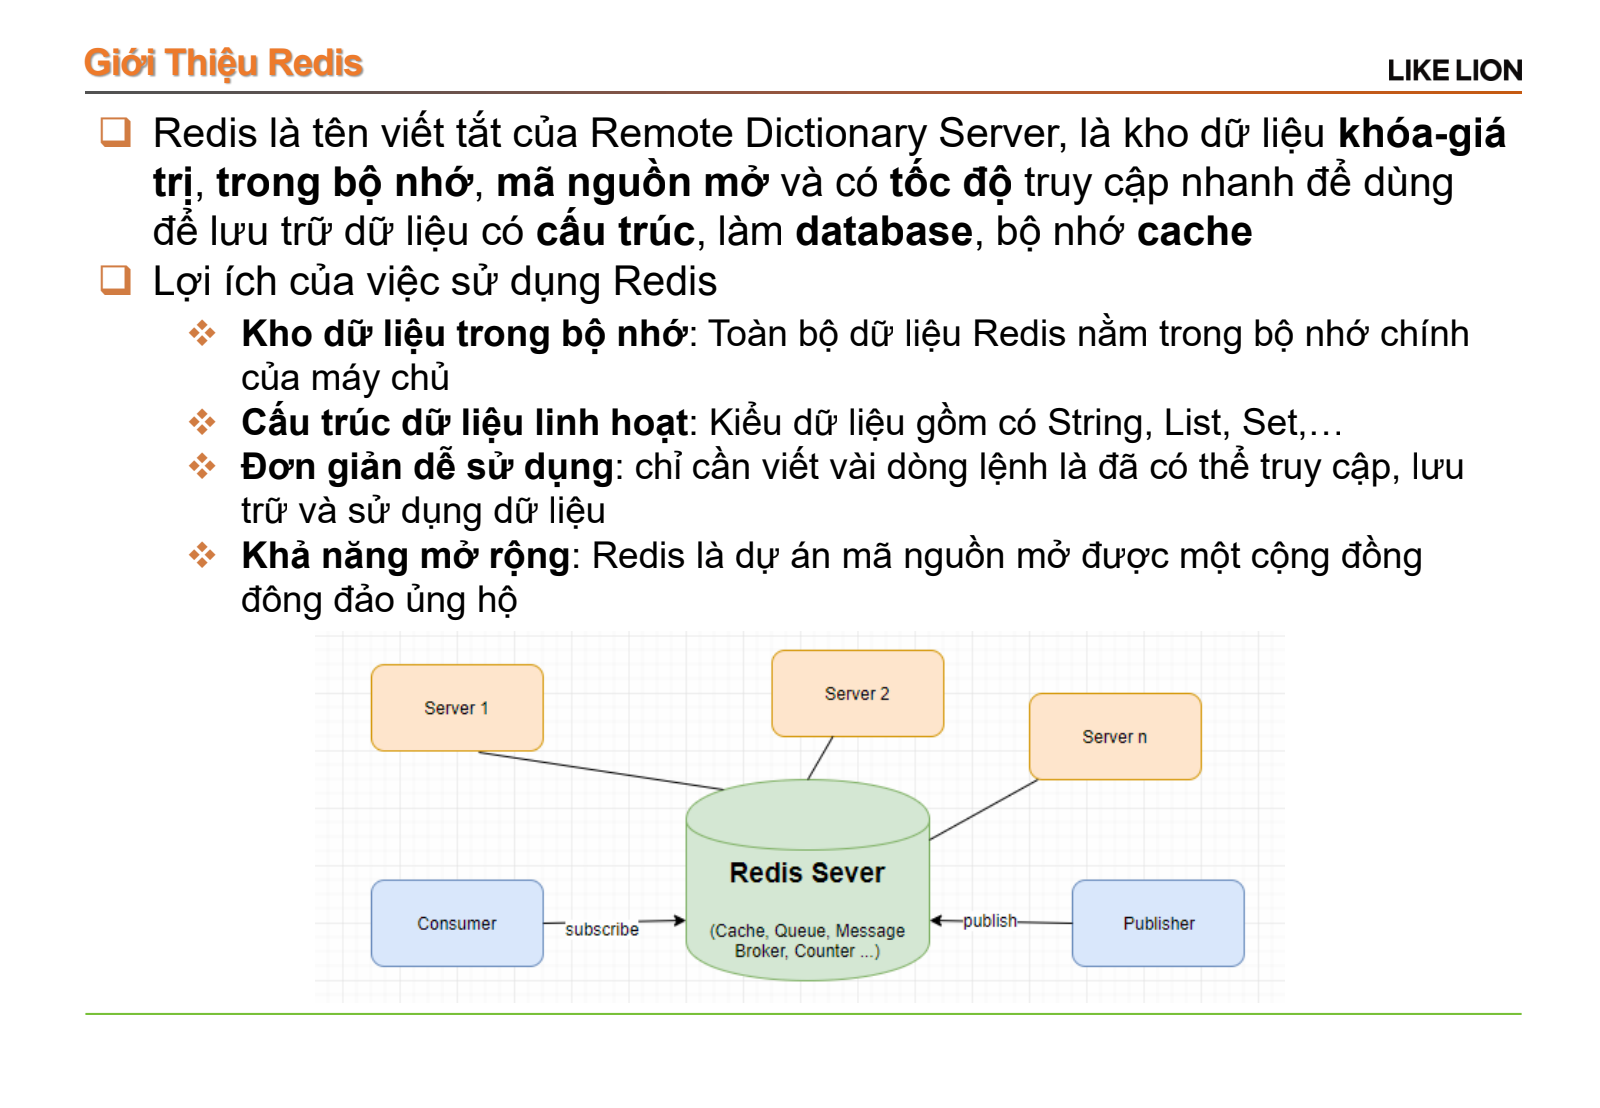 Giới Thiệu Redis
LIKE LION
Redis là tên viết tắt của Remote Dictionary Server, là kho dữ liệu khóa-giá
trị, trong bộ nhớ, mã nguồn mở và có tốc độ truy cập nhanh để dùng
để lưu trữ dữ liệu có cấu trúc, làm database, bộ nhớ cache
Lợi ích của việc sử dụng Redis
Kho dữ liệu trong bộ nhớ: Toàn bộ dữ liệu Redis nằm trong bộ nhớ chính
của máy chủ
Cấu trúc dữ liệu linh hoạt: Kiểu dữ liệu gồm có String, List, Set,…
Đơn giản dễ sử dụng: chỉ cần viết vài dòng lệnh là đã có thể truy cập, lưu
trữ và sử dụng dữ liệu
Khả năng mở rộng: Redis là dự án mã nguồn mở được một cộng đồng
đông đảo ủng hộ
Server 1
Server 2
Server n
Redis Sever
(Cache, Queue, Message
Broker, Counter ...)
Consumer
subscribe
publish
Publisher